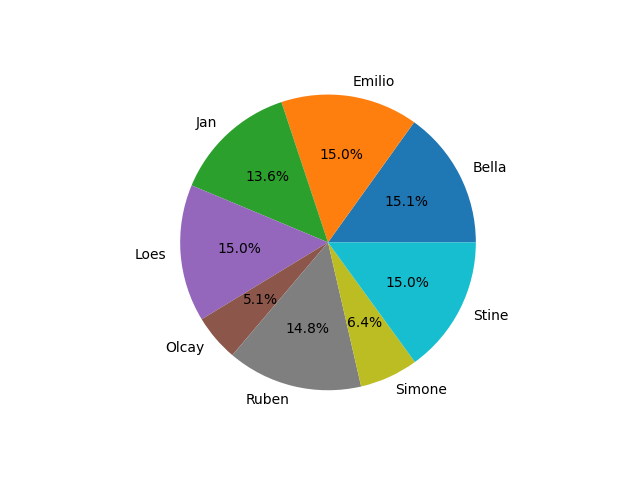 Emilio
Jan
15.0%
Bella
13.6%
15.1%
Loes
15.0%
15.0%
5.1%
Stine
14.8%
6.4%
Olcay
Simone
Ruben